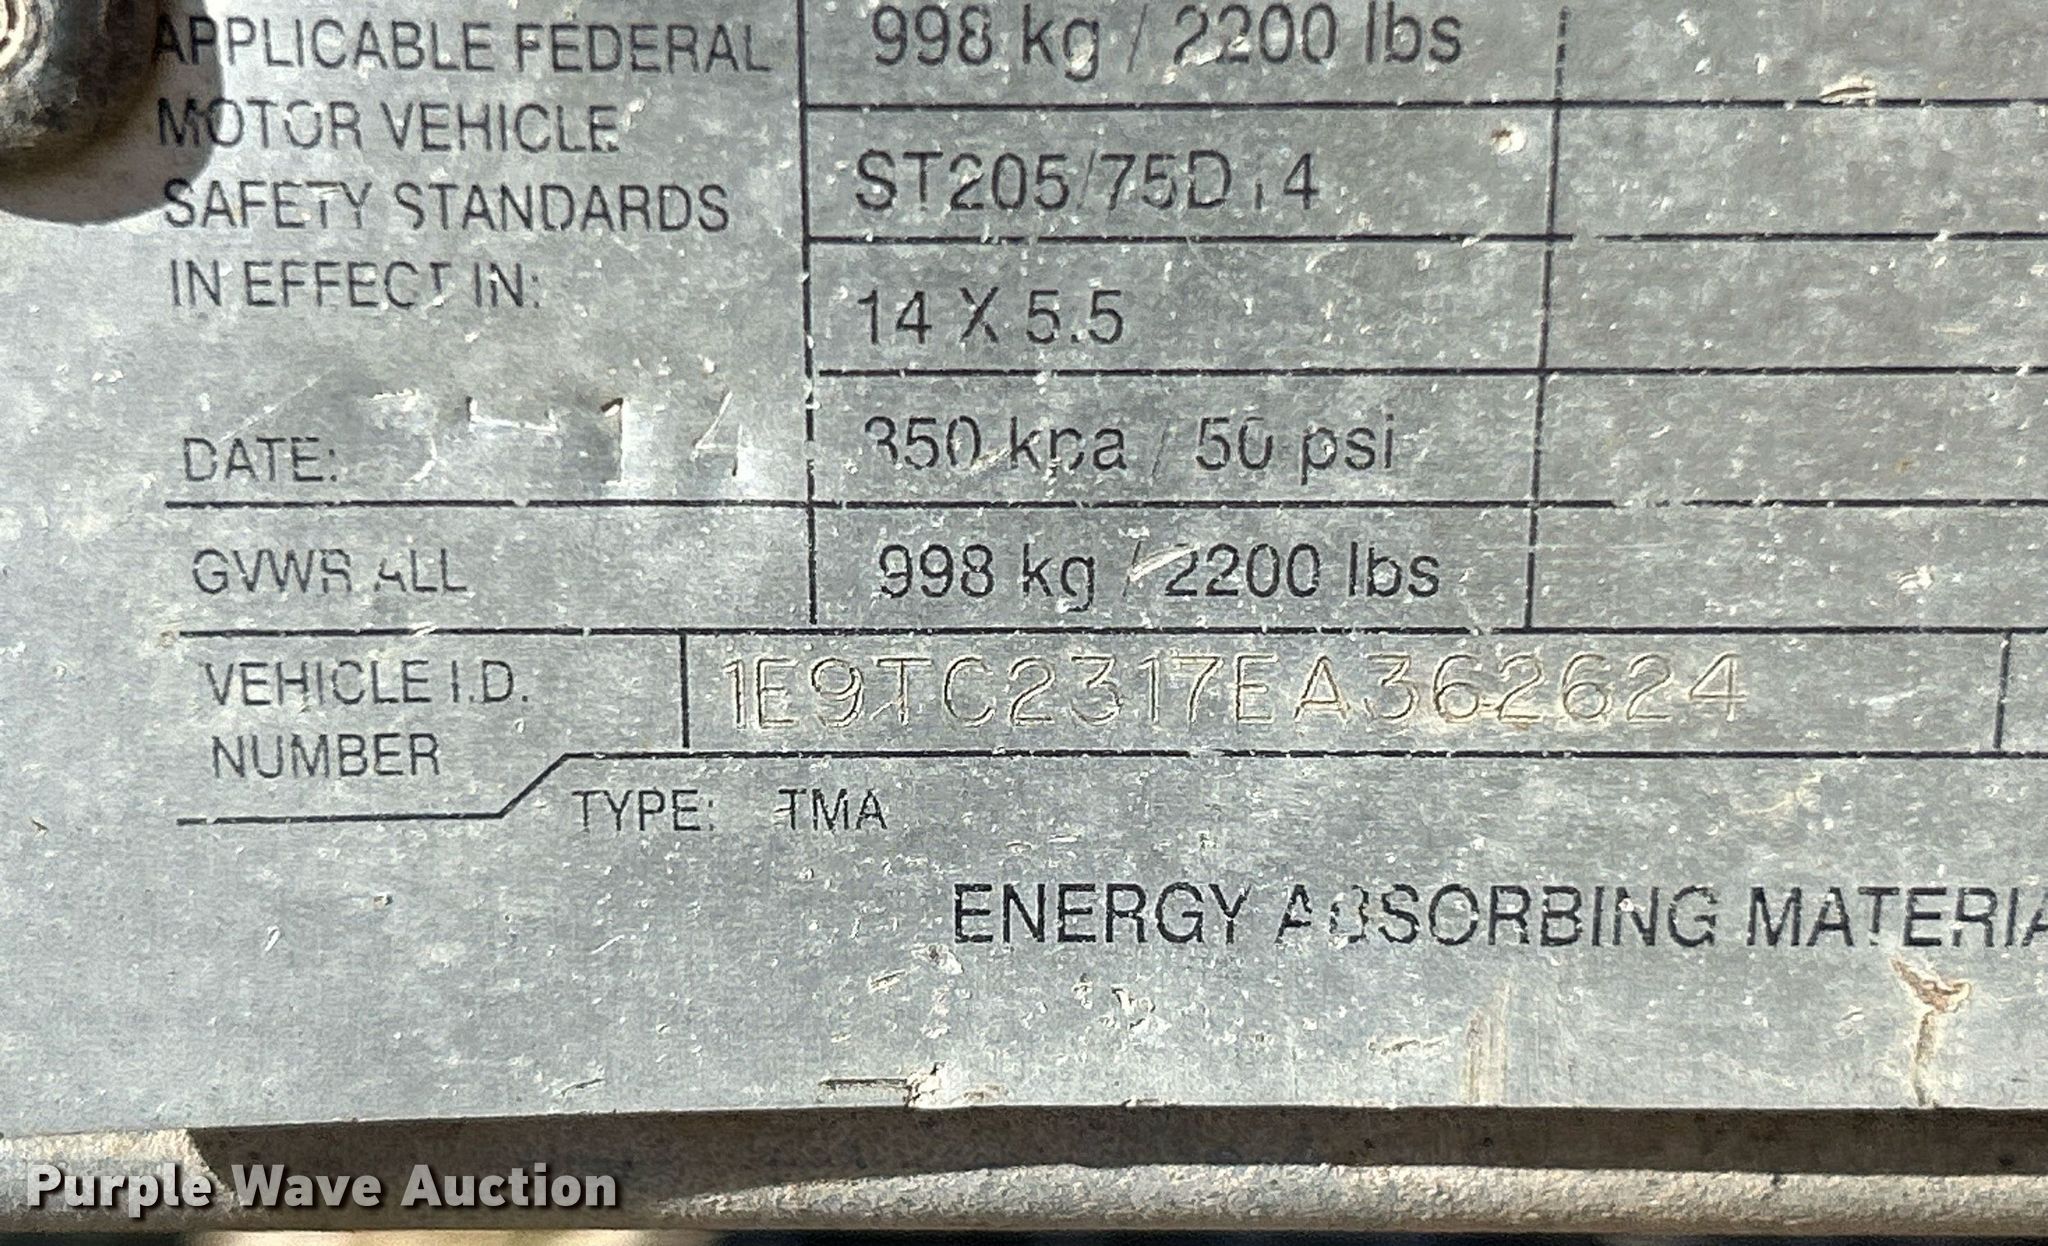 APPLICABLE FEDERAL
MOTOR VEHICLE
SAFETY STANDARDS
IN EFFECT IN:
998 kg / 2200 lbs
ST205/75D14
14 X 5.5
DATE: 7-14
350 kpa / 50 psi
GVWR ALL 998 kg / 2200 lbs
VEHICLE I.D.
NUMBER
1E9TC2317EA362624
TYPE: TMA
ENERGY ABSORBING MATERIA
Purple Wave Auction